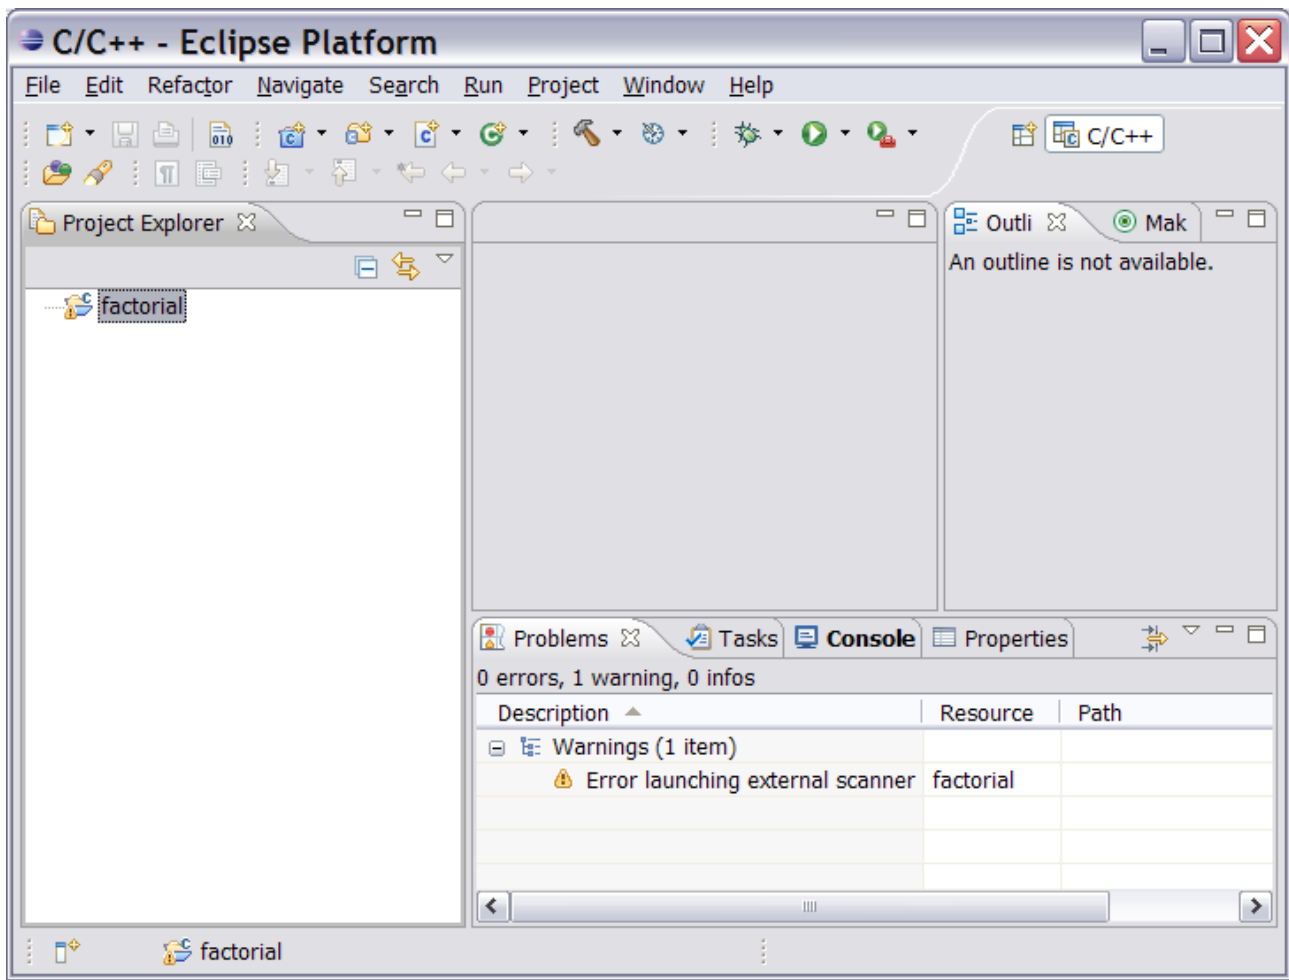 C/C++ - Eclipse Platform
File Edit Refactor Navigate Search Run Project Window Help
010
C/C++
Project Explorer
Outli
Mak
An outline is not available.
factorial
Problems
Tasks
Console
Properties
0 errors, 1 warning, 0 infos
Description Resource Path
Warnings (1 item)
Error launching external scanner factorial
factorial